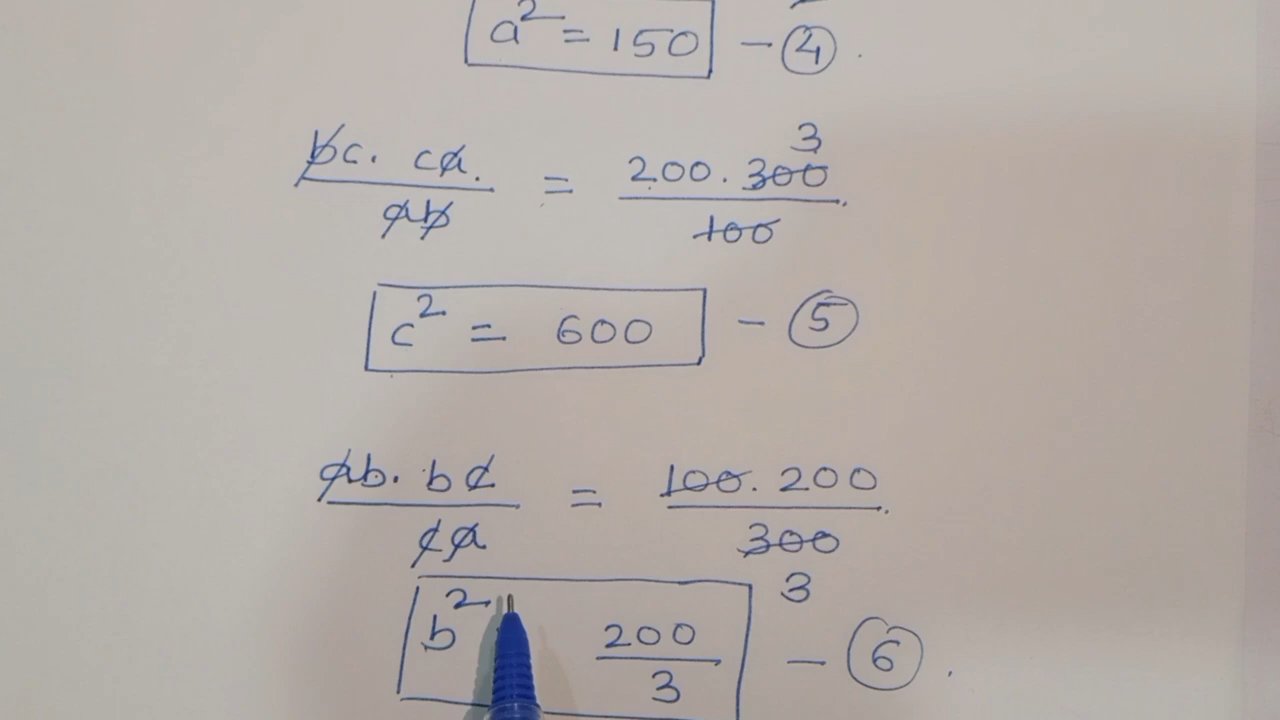 a² = 150 - ④
3
bc. ca. = 200. 300
ab 100
c² = 600 - ⑤
ab. bc = 100. 200
ca 300
3
b² 200 - ⑥
3